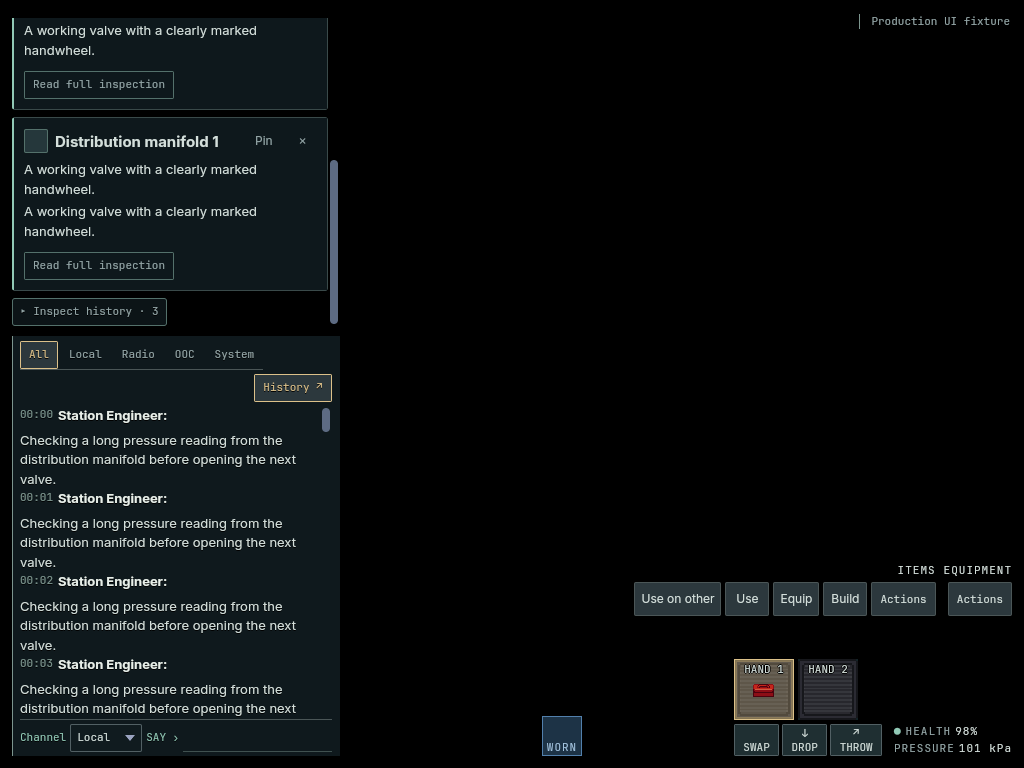 Production UI fixture
A working valve with a clearly marked
handwheel.
Read full inspection
Distribution manifold 1 Pin ×
A working valve with a clearly marked
handwheel.
A working valve with a clearly marked
handwheel.
Read full inspection
▸ Inspect history · 3
All Local Radio OOC System
History ↗
00:00 Station Engineer:
Checking a long pressure reading from the
distribution manifold before opening the next
valve.
00:01 Station Engineer:
Checking a long pressure reading from the
distribution manifold before opening the next
valve.
00:02 Station Engineer:
Checking a long pressure reading from the
distribution manifold before opening the next
valve.
00:03 Station Engineer:
Checking a long pressure reading from the
distribution manifold before opening the next
Channel Local SAY ›
ITEMS EQUIPMENT
Use on other Use Equip Build Actions Actions
HAND 1 HAND 2
WORN
SWAP ↓ DROP ↗ THROW
HEALTH 98%
PRESSURE 101 kPa